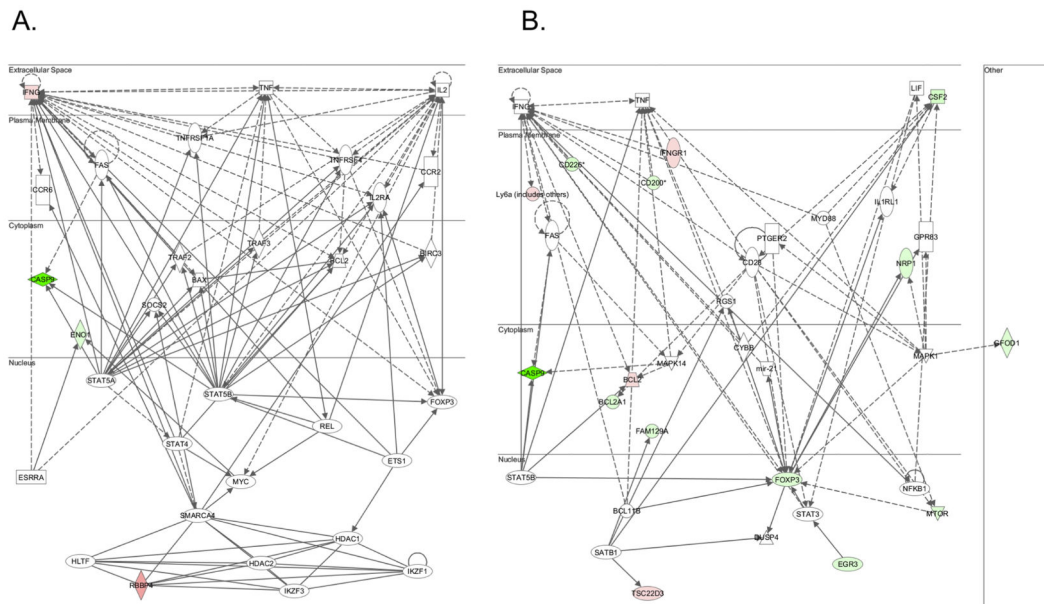 A.
B.
Extracellular Space
IFNG
TNF
IL2
Plasma Membrane
TNFRSF1A
FAS
TNFRSF4
CCR2
CCR6
IL2RA
Cytoplasm
TRAF3
TRAF2
BCL2
BIRC3
CASP9
BAX
SOCS2
ENO1
Nucleus
STAT5A
STAT5B
FOXP3
REL
STAT4
ETS1
ESRRA
MYC
SMARCA4
HDAC1
HLTF
HDAC2
IKZF1
RBBP4
IKZF3
Extracellular Space
Other
LIF
CSF2
IFNG
TNF
Plasma Membrane
IFNGR1
CD226*
CD200*
Ly6a (includes others)
IL1RL1
MYD88
FAS
PTGER2
GPR83
CD28
NRP1
RGS1
Cytoplasm
CYBB
GFOD1
MAPK14
MAPK1
CASP9
mir-21
BCL2
BCL2A1
FAM129A
Nucleus
STAT5B
FOXP3
NFKB1
BCL11B
STAT3
MTOR
DUSP4
SATB1
EGR3
TSC22D3